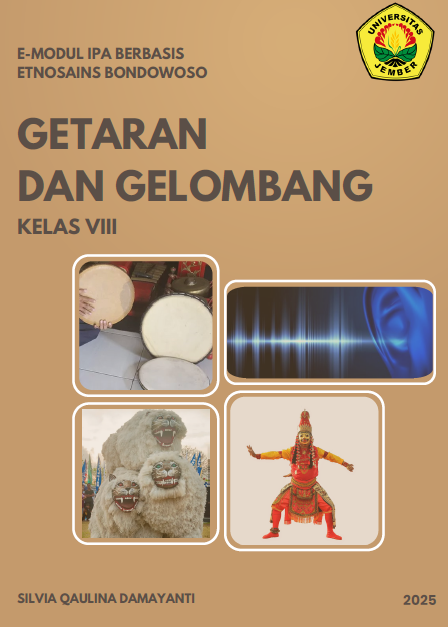 UNIVERSITAS
JEMBER
E-MODUL IPA BERBASIS
ETNOSAINS BONDOWOSO
GETARAN
DAN GELOMBANG
KELAS VIII
SILVIA QAULINA DAMAYANTI
2025